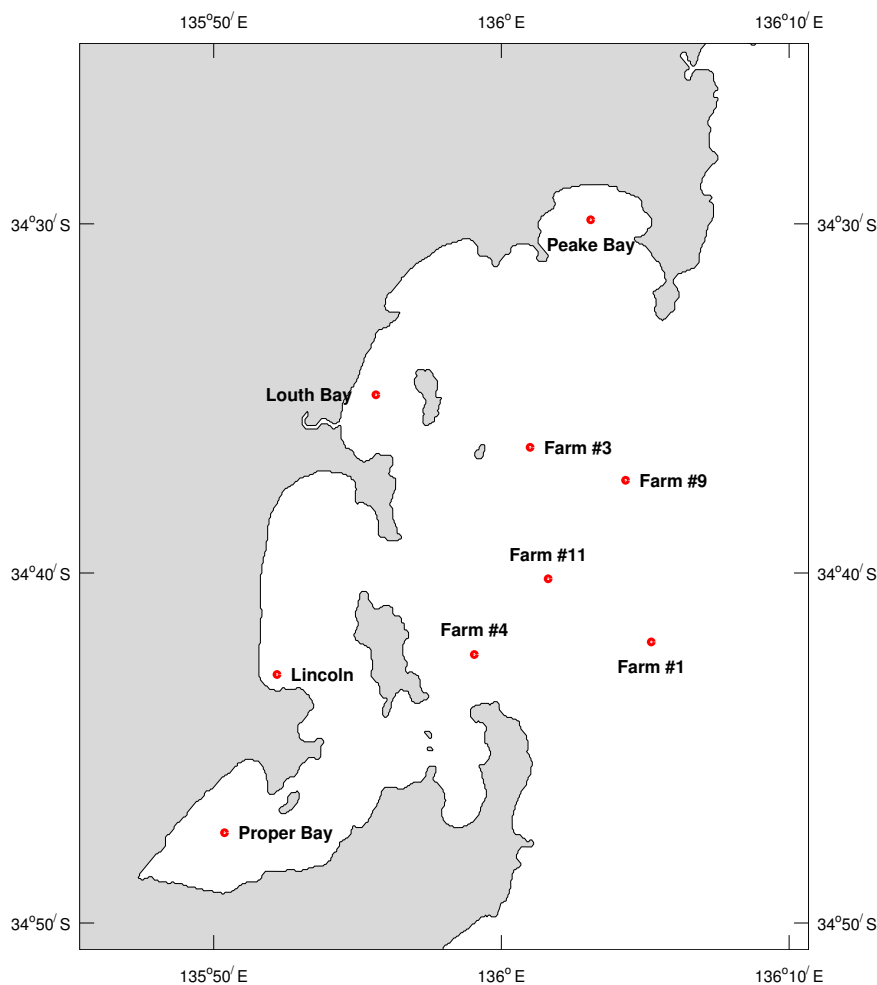 135°50′ E
136° E
136°10′ E
34°30′ S
34°30′ S
Peake Bay
Louth Bay
Farm #3
Farm #9
Farm #11
34°40′ S
34°40′ S
Farm #4
Farm #1
Lincoln
Proper Bay
34°50′ S
34°50′ S
135°50′ E
136° E
136°10′ E